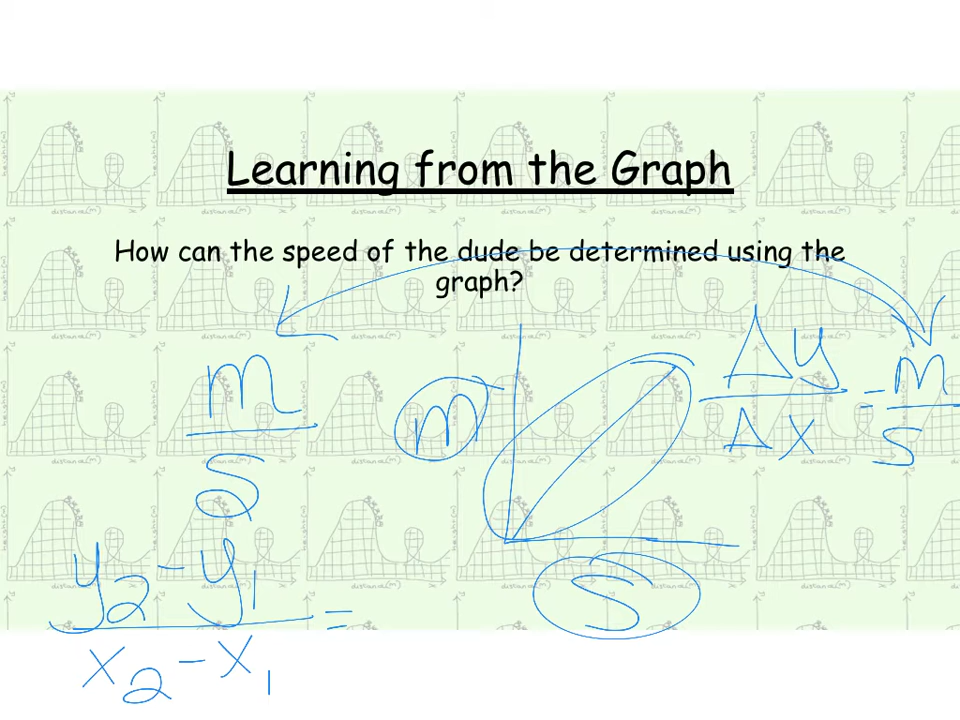 Learning from the Graph
How can the speed of the dude be determined using the
graph?
m
s
m
s
Δy
Δx
= m
s
y2 - y1
x2 - x1
=